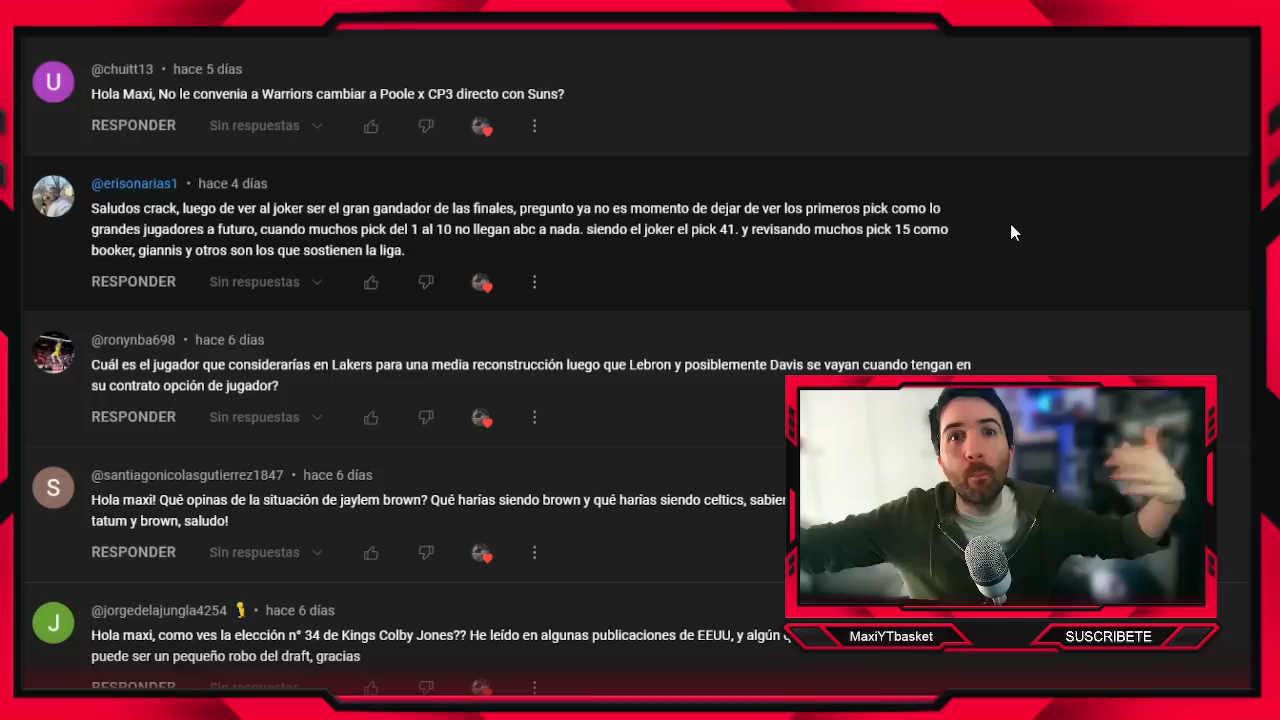 @chuitt13 • hace 5 días
Hola Maxi, No le convenia a Warriors cambiar a Poole x CP3 directo con Suns?
RESPONDER Sin respuestas
@erisonarias1 • hace 4 días
Saludos crack, luego de ver al joker ser el gran gandador de las finales, pregunto ya no es momento de dejar de ver los primeros pick como lo
grandes jugadores a futuro, cuando muchos pick del 1 al 10 no llegan abc a nada. siendo el joker el pick 41. y revisando muchos pick 15 como
booker, giannis y otros son los que sostienen la liga.
RESPONDER Sin respuestas
@ronynba698 • hace 6 días
Cuál es el jugador que considerarías en Lakers para una media reconstrucción luego que Lebron y posiblemente Davis se vayan cuando tengan en
su contrato opción de jugador?
RESPONDER Sin respuestas
S
@santiagonicolasgutierrez1847 • hace 6 días
Hola maxi! Qué opinas de la situación de jaylem brown? Qué harías siendo brown y qué harías siendo celtics, sabien
tatum y brown, saludo!
RESPONDER Sin respuestas
J
@jorgedelajungla4254 • hace 6 días
Hola maxi, como ves la elección n° 34 de Kings Colby Jones?? He leído en algunas publicaciones de EEUU, y algún q
puede ser un pequeño robo del draft, gracias
RESPONDER Sin respuestas
U
MaxiYTbasket
SUSCRIBETE